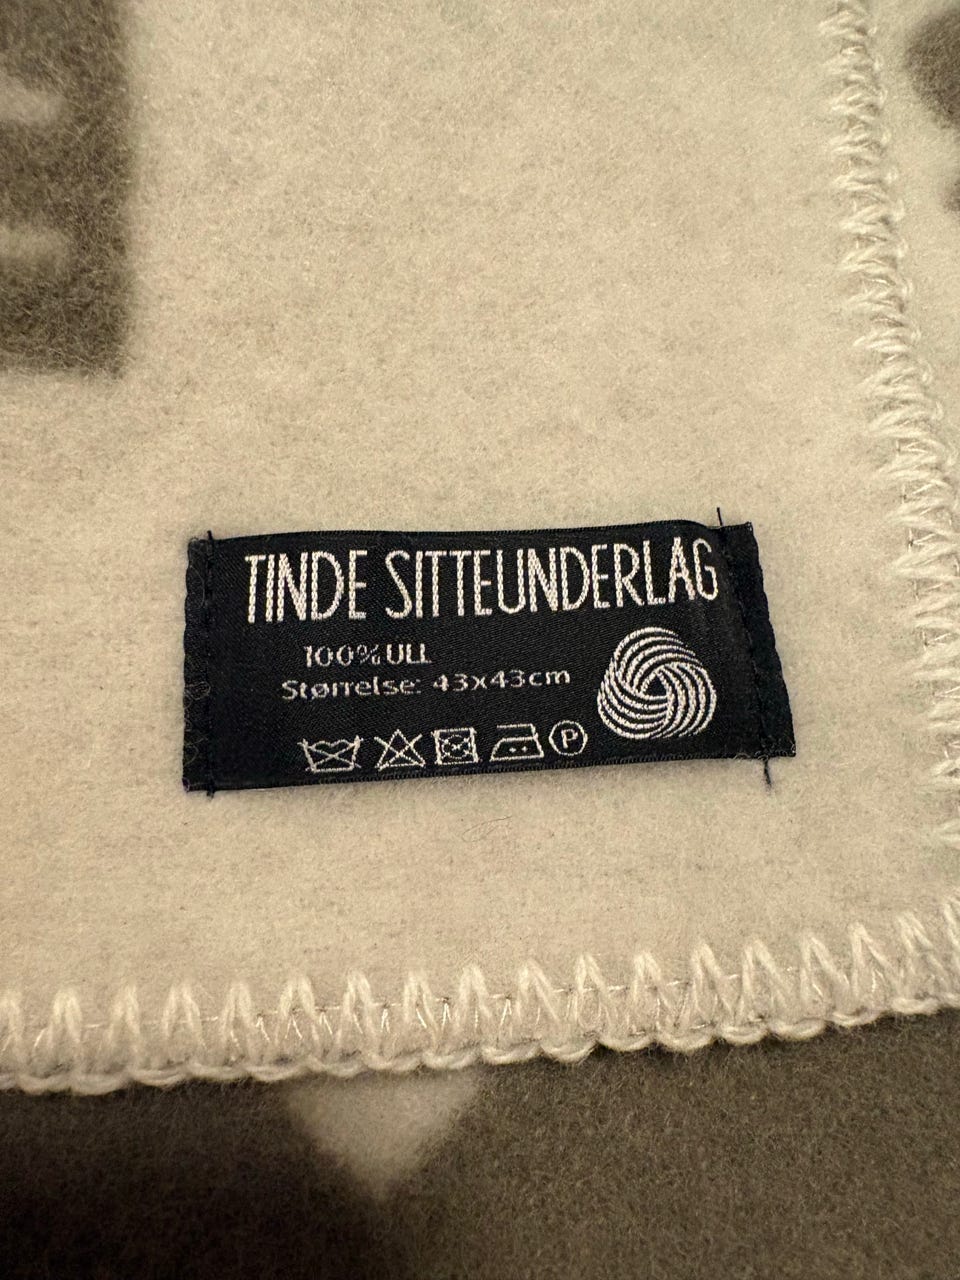 TINDE SITTEUNDERLAG
100% ULL
Størrelse: 43x43cm
P